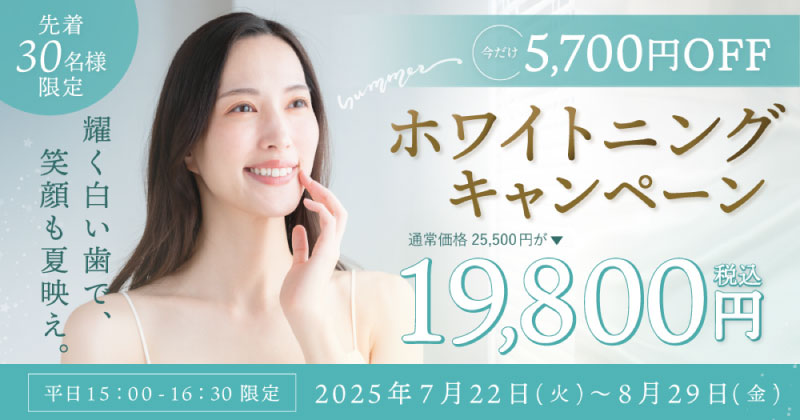 先着
30名様
限定
耀く白い歯で、
笑顔も夏映え。
summer
今だけ 5,700円OFF
ホワイトニング
キャンペーン
通常価格 25,500円が▼
19,800円 税込
平日15:00-16:30 限定
2025年7月22日(火)～8月29日(金)